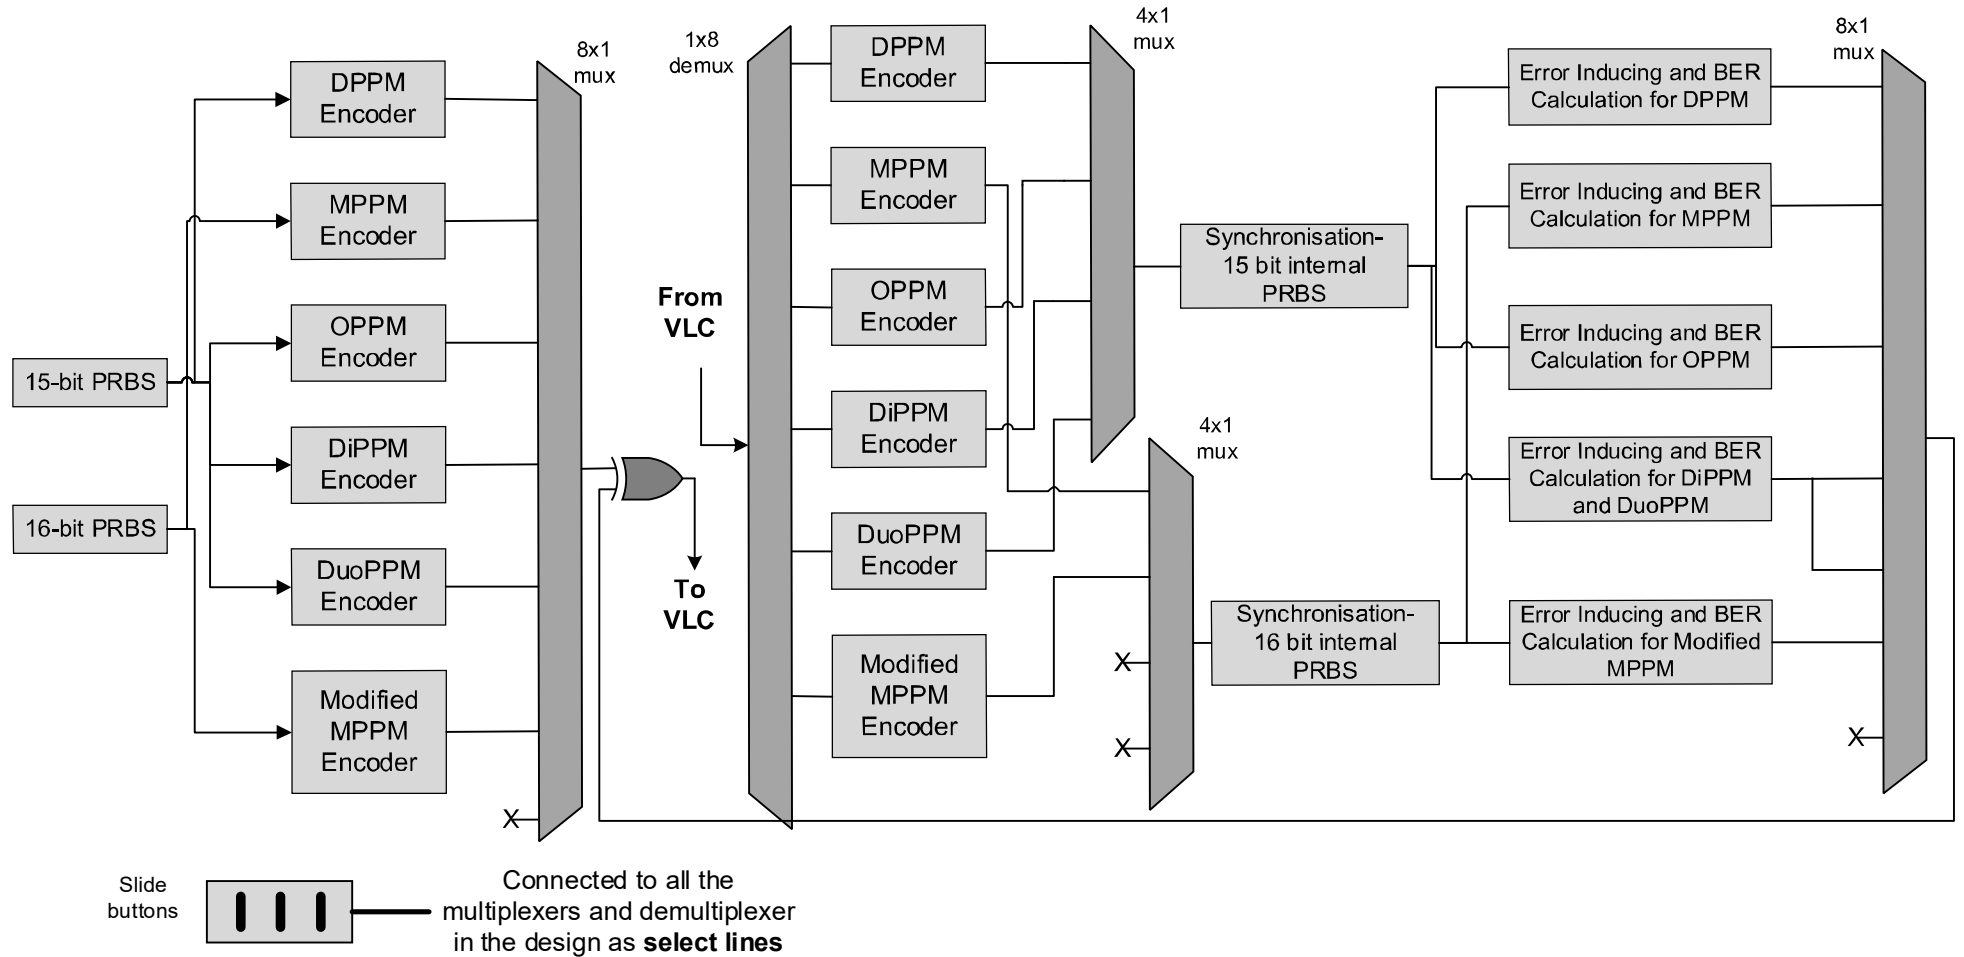 8x1
mux
1x8
demux
4x1
mux
8x1
mux
DPPM
Encoder
MPPM
Encoder
OPPM
Encoder
DiPPM
Encoder
DuoPPM
Encoder
Modified
MPPM
Encoder
15-bit PRBS
16-bit PRBS
X
To
VLC
From
VLC
DPPM
Encoder
MPPM
Encoder
OPPM
Encoder
DiPPM
Encoder
DuoPPM
Encoder
Modified
MPPM
Encoder
4x1
mux
X
X
Synchronisation-
15 bit internal
PRBS
Synchronisation-
16 bit internal
PRBS
Error Inducing and BER
Calculation for DPPM
Error Inducing and BER
Calculation for MPPM
Error Inducing and BER
Calculation for OPPM
Error Inducing and BER
Calculation for DiPPM
and DuoPPM
Error Inducing and BER
Calculation for Modified
MPPM
X
Slide
buttons
Connected to all the
multiplexers and demultiplexer
in the design as select lines